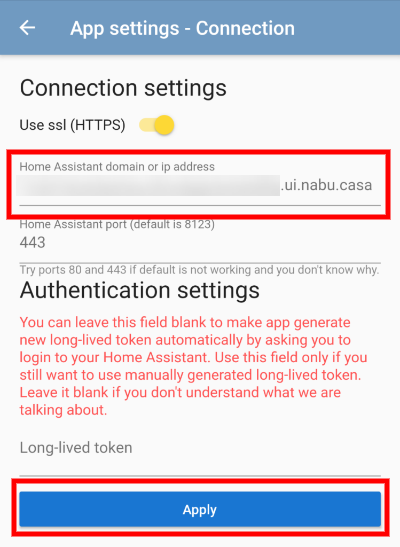 App settings - Connection
Connection settings
Use ssl (HTTPS)
Home Assistant domain or ip address
.ui.nabu.casa
Home Assistant port (default is 8123)
443
Try ports 80 and 443 if default is not working and you don't know why.
Authentication settings
You can leave this field blank to make app generate
new long-lived token automatically by asking you to
login to your Home Assistant. Use this field only if you
still want to use manually generated long-lived token.
Leave it blank if you don't understand what we are
talking about.
Long-lived token
Apply